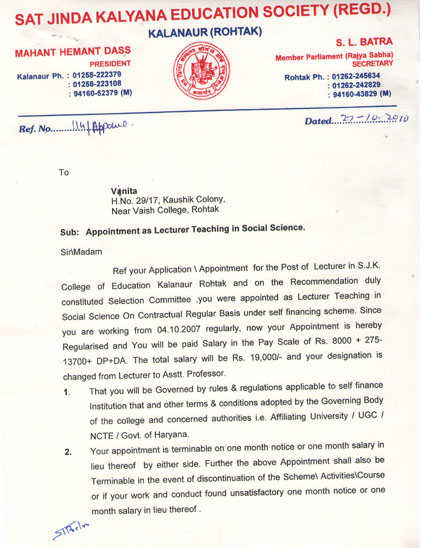 SAT JINDA KALYANA EDUCATION SOCIETY (REGD.)
KALANAUR (ROHTAK)
MAHANT HEMANT DASS
PRESIDENT
Kalanaur Ph. : 01258-222379
: 01258-223108
: 94160-52379 (M)
S. L. BATRA
Member Parliament (Rajya Sabha)
SECRETARY
Rohtak Ph. : 01262-245634
: 01262-242829
: 94160-43829 (M)
Ref. No.........114/Appoint.
Dated....27-10-2010
To
Vanita
H.No. 29/17, Kaushik Colony,
Near Vaish College, Rohtak
Sub: Appointment as Lecturer Teaching in Social Science.
Sir\Madam
Ref your Application \ Appointment for the Post of Lecturer in S.J.K.
College of Education Kalanaur Rohtak and on the Recommendation duly
constituted Selection Committee ,you were appointed as Lecturer Teaching in
Social Science On Contractual Regular Basis under self financing scheme. Since
you are working from 04.10.2007 regularly, now your Appointment is hereby
Regularised and You will be paid Salary in the Pay Scale of Rs. 8000 + 275-
13700+ DP+DA. The total salary will be Rs. 19,000/- and your designation is
changed from Lecturer to Asstt. Professor.
1. That you will be Governed by rules & regulations applicable to self finance
Institution that and other terms & conditions adopted by the Governing Body
of the college and concerned authorities i.e. Affiliating University / UGC /
NCTE / Govt. of Haryana.
2. Your appointment is terminable on one month notice or one month salary in
lieu thereof by either side. Further the above Appointment shall also be
Terminable in the event of discontinuation of the Scheme\ Activities\Course
or if your work and conduct found unsatisfactory one month notice or one
month salary in lieu thereof .